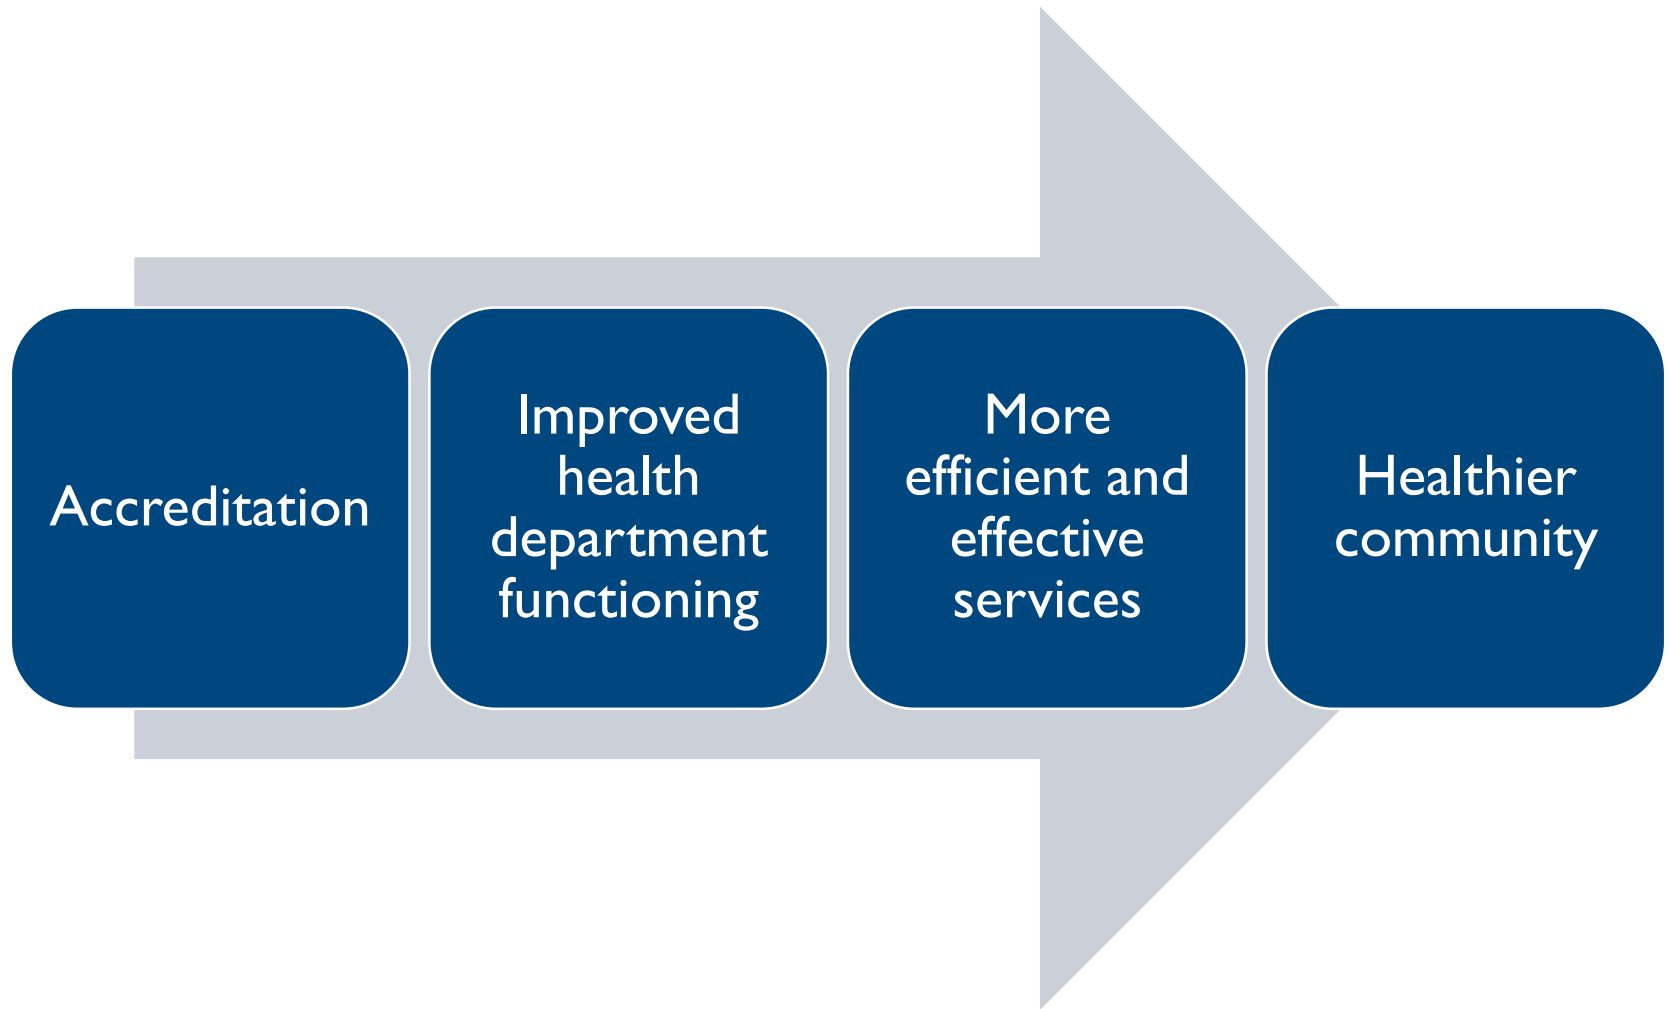 Accreditation
Improved
health
department
functioning
More
efficient and
effective
services
Healthier
community